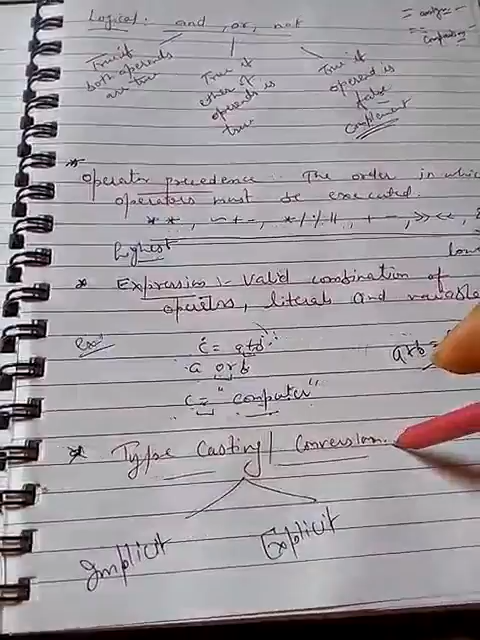 Logical: and, or, not
= assign
== comparing
True if both operands are true
True if either of operands is true
True if operand is false
complement
* operator precedence : The order in which
operators must be executed.
**, ~ + -, * / % //, + -, >> <<, &
highest
* Expression :- valid combination of
operators, literals and variables
ex:
c = a+b
a or b
c = "computer"
* Type Casting / Conversion.
Implicit
Explicit